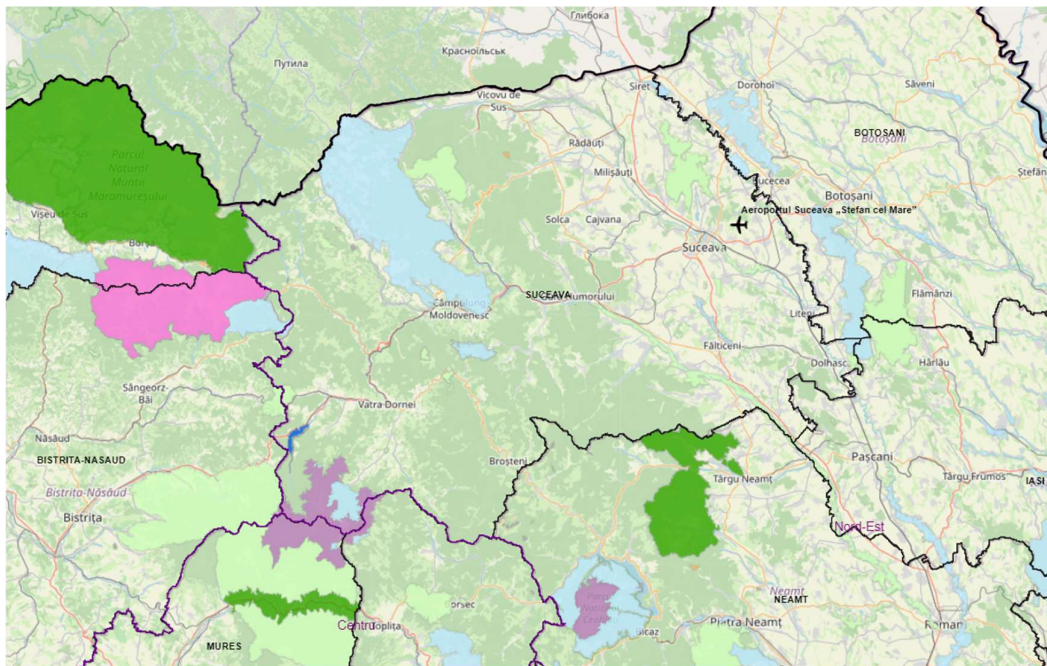 Глибока
Красноїльськ
Путила
Siret
Dorohoi
Săveni
Vicovu de
Sus
BOTOSANI
Botoșani
Rădăuți
Milișăuți
Parcul
Natural
Munții
Maramureșului
Bucecea
Botoșani
Ștefăn
Vișeu de Sus
Solca
Cajvana
Aeroportul Suceava „Stefan cel Mare”
Borșa
Suceava
SUCEAVA
Flămânzi
Câmpulung
Moldovenesc
Liteni
Fălticeni
Dolhasc
Hârlău
Sângeorz-
Băi
Vatra-Dornei
Năsăud
BISTRITA-NASAUD
Broșteni
Pașcani
Târgu Neamț
Târgu Frumos
IASI
Bistrița-Năsăud
Bistrița
Nord-Est
Neamț
NEAMT
Centru
Toplița
Piatra Neamț
Roman
MURES